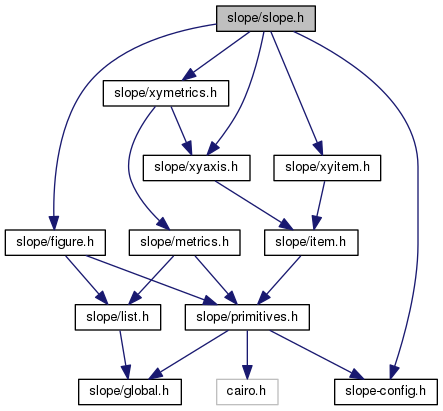 slope/slope.h
slope/xymetrics.h
slope/xyaxis.h
slope/xyitem.h
slope/figure.h
slope/metrics.h
slope/item.h
slope/list.h
slope/primitives.h
slope/global.h
cairo.h
slope-config.h